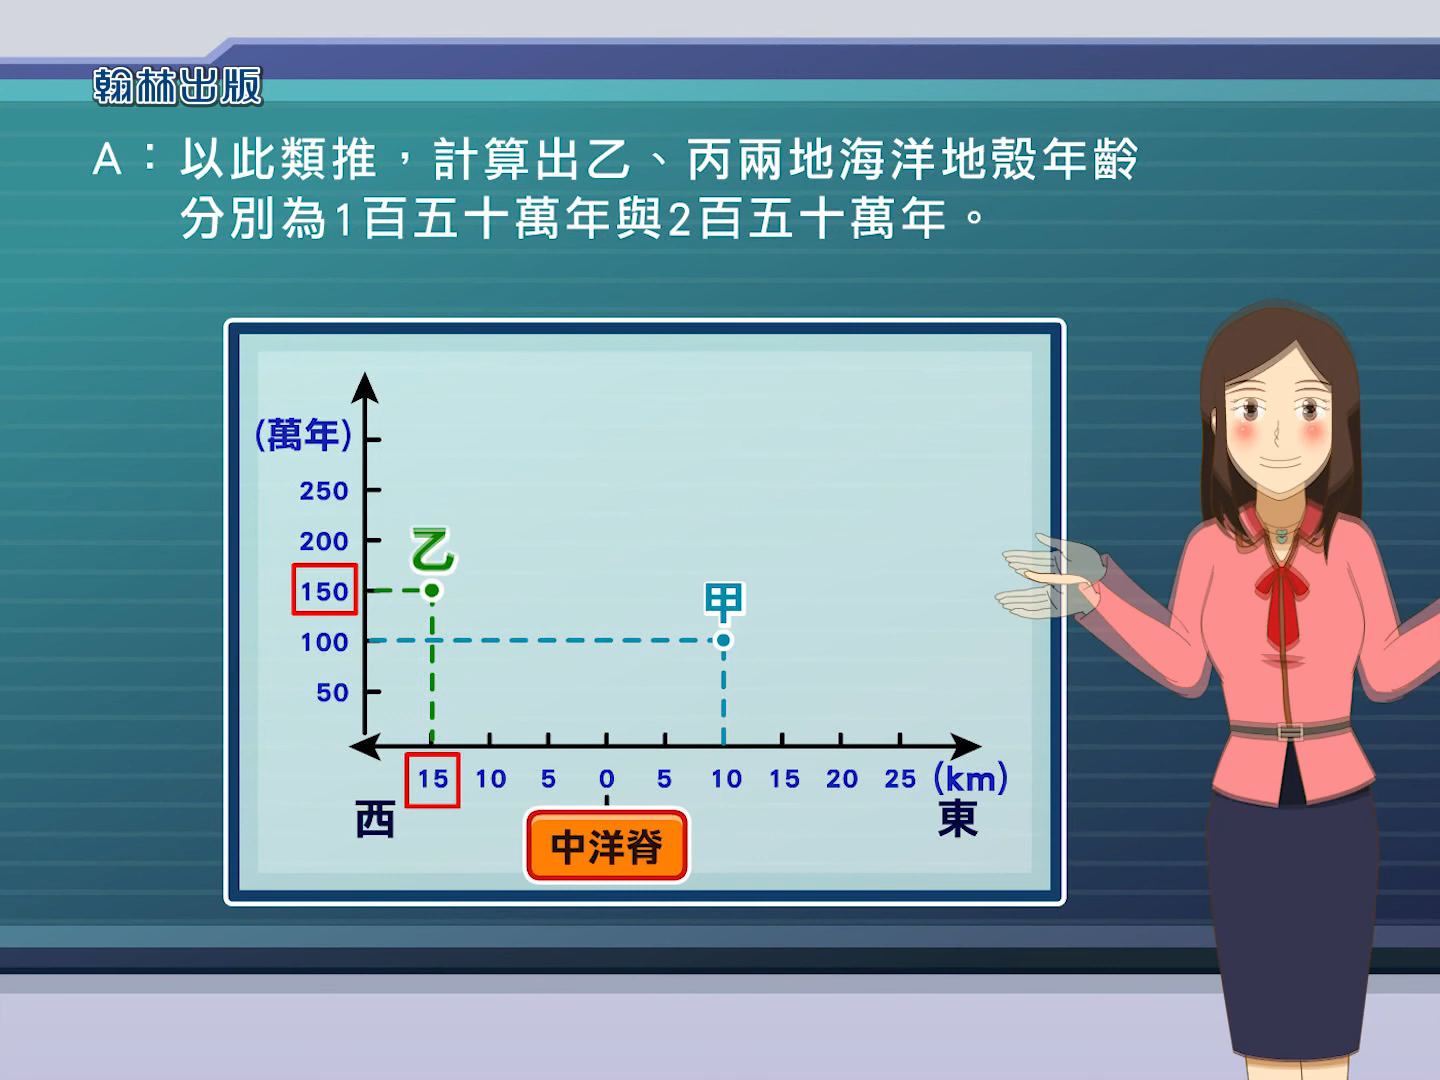 翰林出版
A：以此類推，計算出乙、丙兩地海洋地殼年齡
分別為1百五十萬年與2百五十萬年。
(萬年)
250
200
150
100
50
乙
甲
15 10 5 0 5 10 15 20 25 (km)
西 東
中洋脊